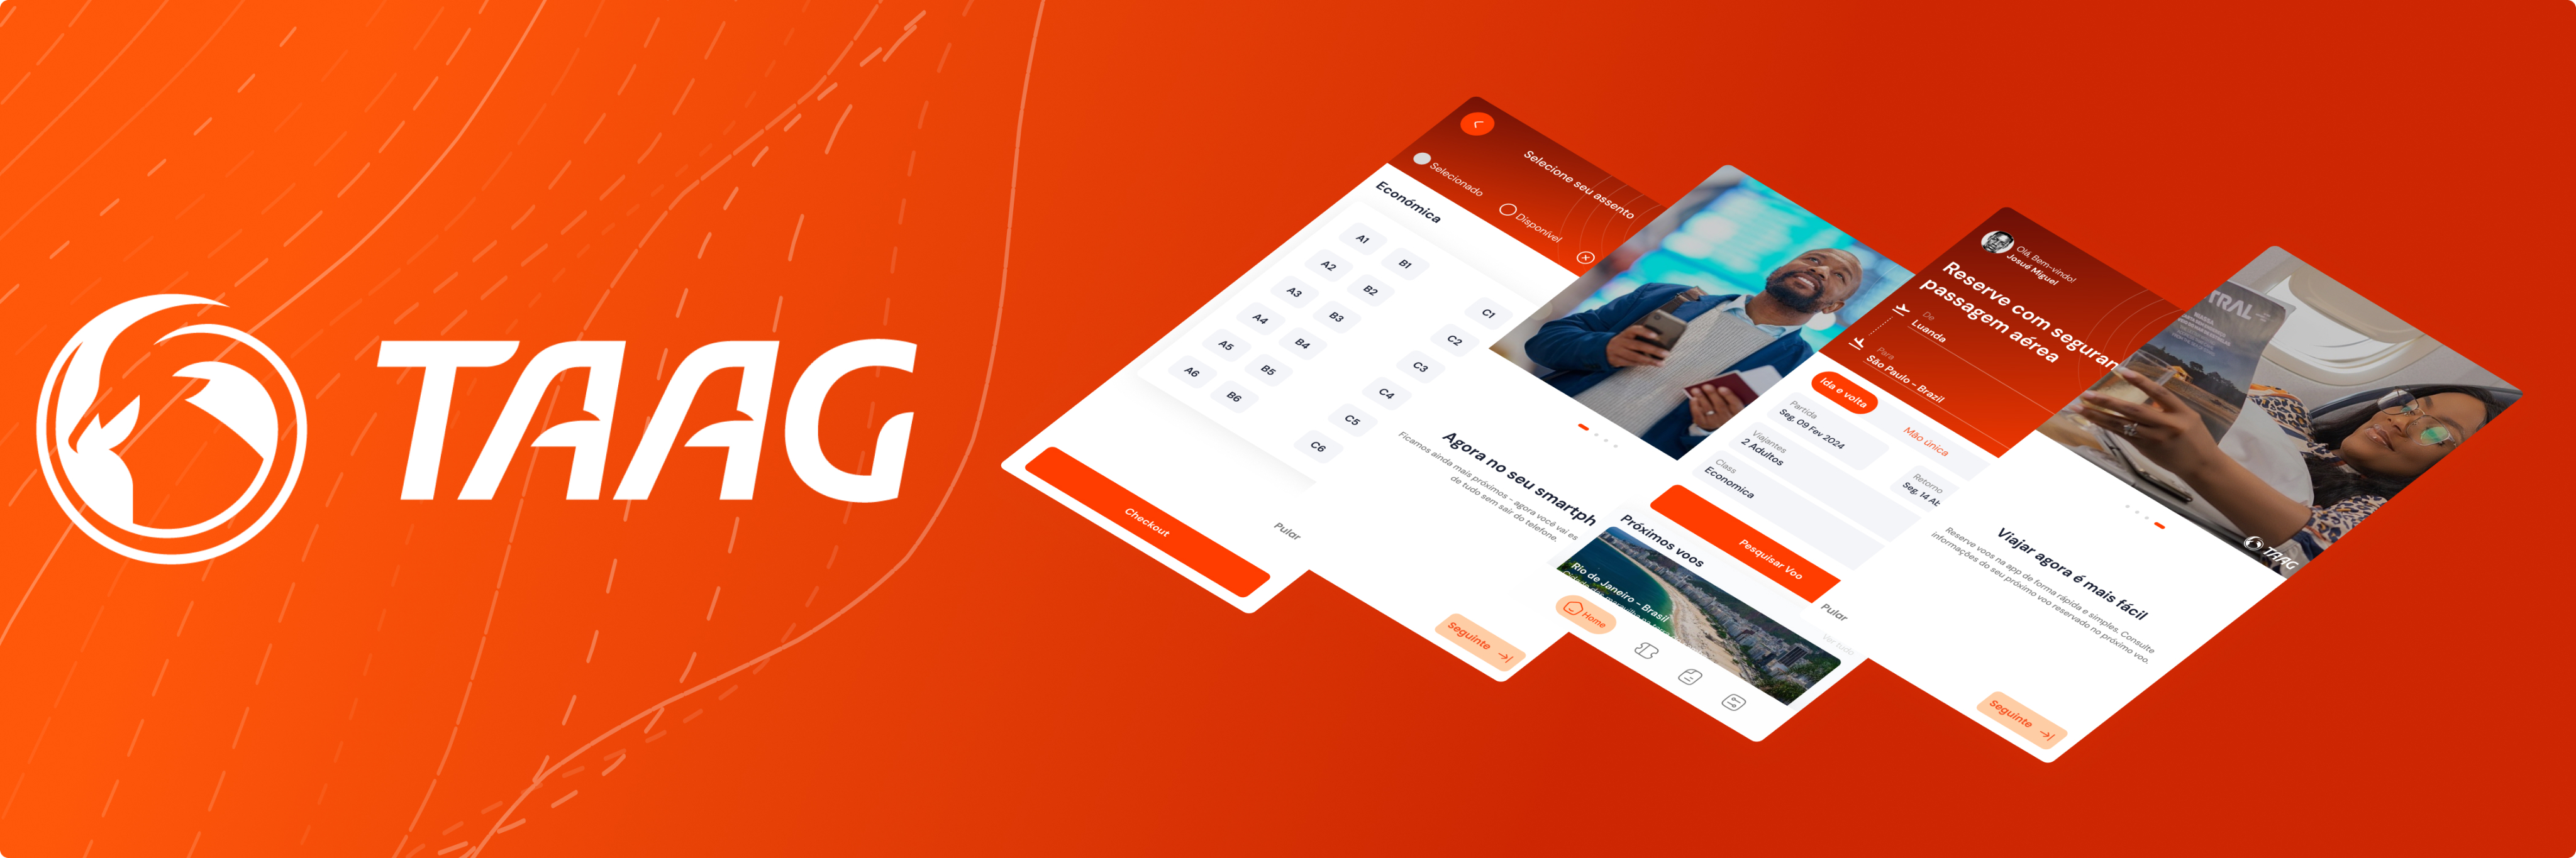 TAAG
Selecione seu assento
Selecionado
Disponível
Económica
A1
B1
C1
A2
B2
C2
A3
B3
C3
A4
B4
C4
A5
B5
C5
A6
B6
C6
Checkout
Agora no seu smartph
Ficamos ainda mais próximos - agora você vai es
de tudo sem sair do telefone.
Pular
Seguinte
Olá, Bem-vindo!
Josué Miguel
Reserve com seguran
passagem aérea
De
Luanda
Para
São Paulo - Brazil
Ida e volta
Mão única
Partida
Seg, 09 Fev 2024
Retorno
Seg, 14 Ab
Viajantes
2 Adultos
Class
Economica
Pesquisar Voo
Próximos voos
Ver tudo
Rio de Janeiro - Brasil
Home
TRAL
TAAG
Viajar agora é mais fácil
Reserve voos na app de forma rápida e simples, Consulte
informações do seu próximo voo reservado no próximo voo.
Pular
Seguinte